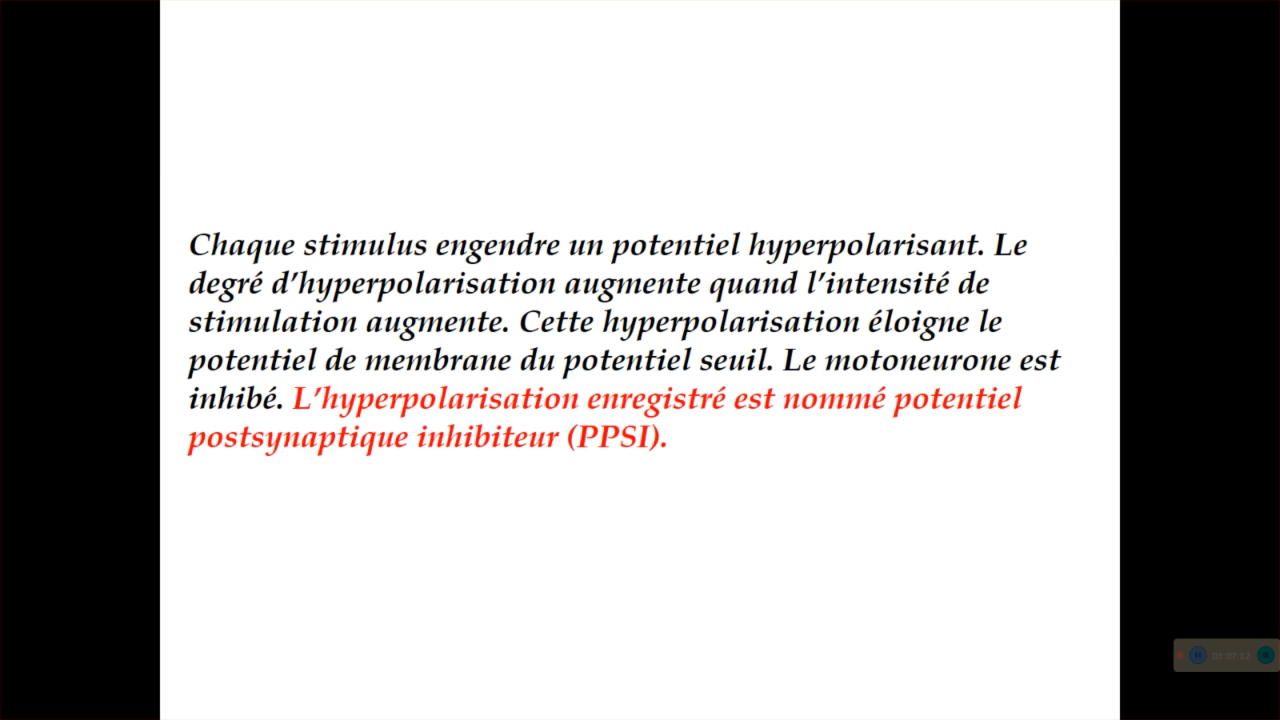 Chaque stimulus engendre un potentiel hyperpolarisant. Le
degré d’hyperpolarisation augmente quand l’intensité de
stimulation augmente. Cette hyperpolarisation éloigne le
potentiel de membrane du potentiel seuil. Le motoneurone est
inhibé. L’hyperpolarisation enregistré est nommé potentiel
postsynaptique inhibiteur (PPSI).